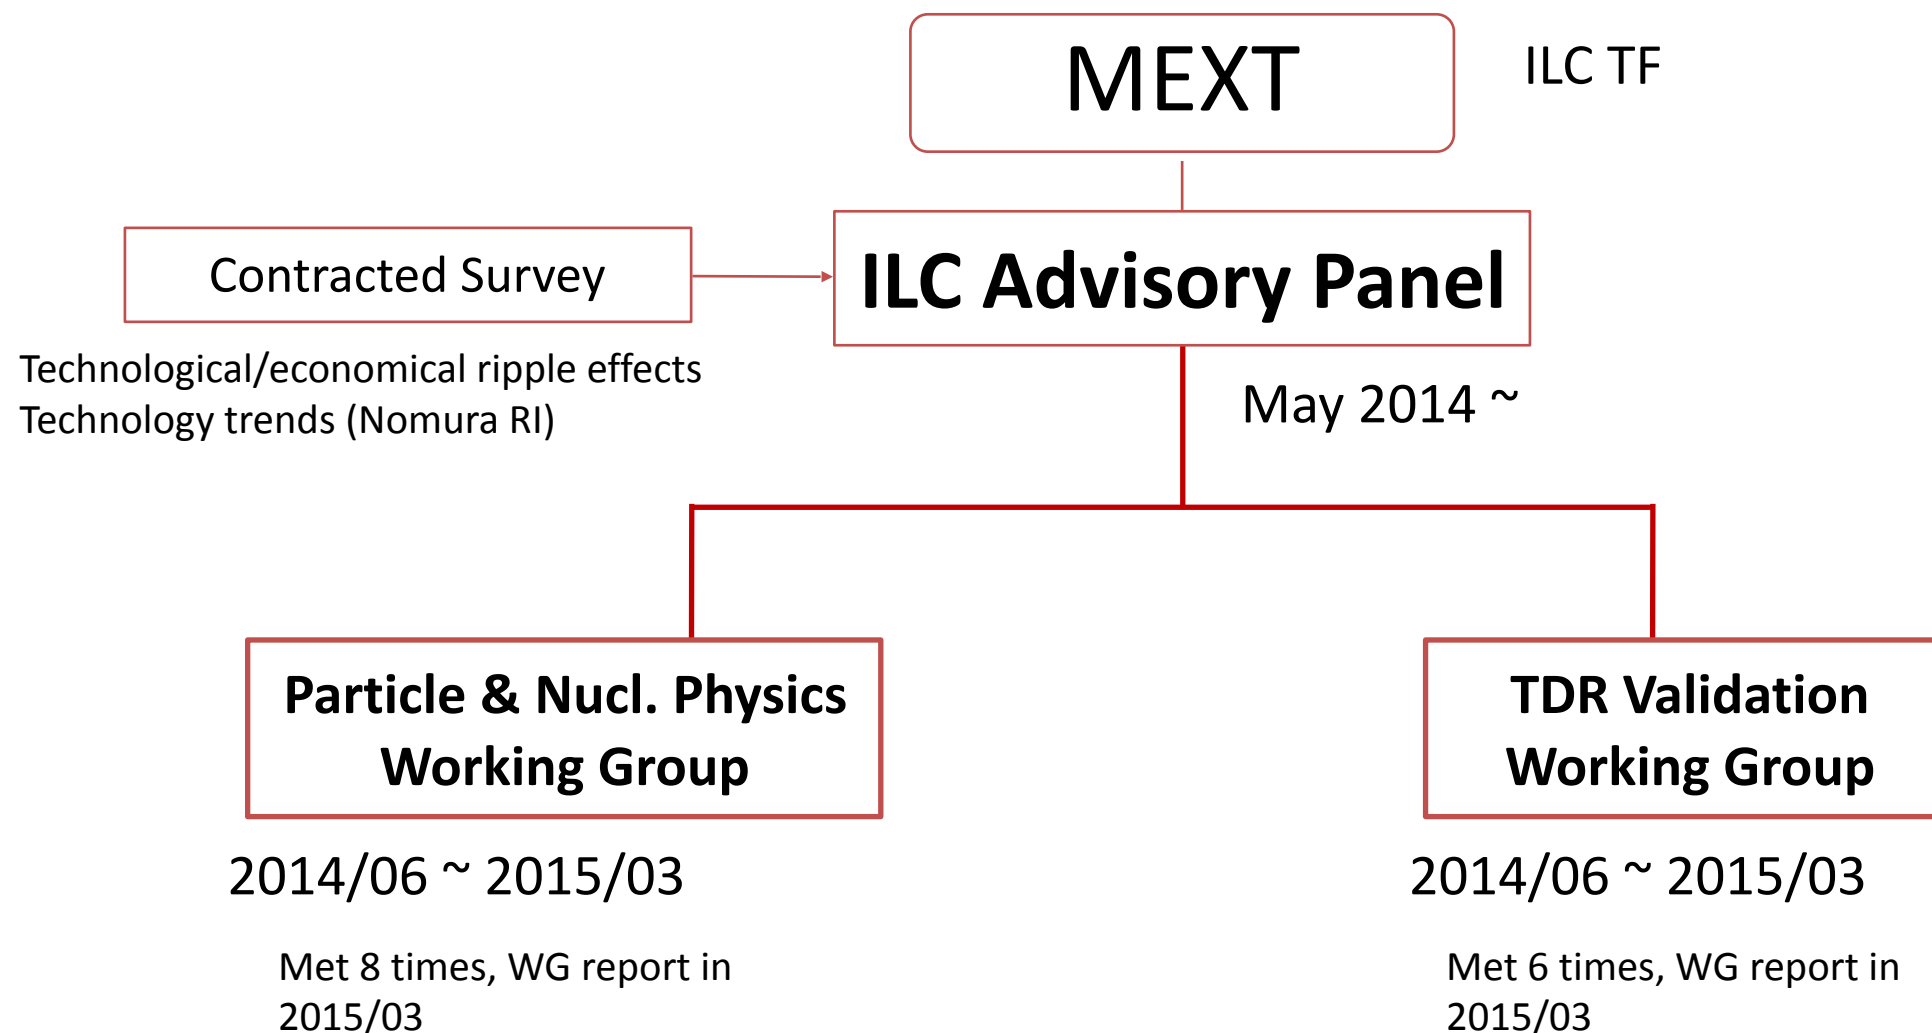 MEXT
ILC TF
Contracted Survey
ILC Advisory Panel
Technological/economical ripple effects
Technology trends (Nomura RI)
May 2014 ~
Particle & Nucl. Physics
Working Group
TDR Validation
Working Group
2014/06 ~ 2015/03
2014/06 ~ 2015/03
Met 8 times, WG report in
2015/03
Met 6 times, WG report in
2015/03